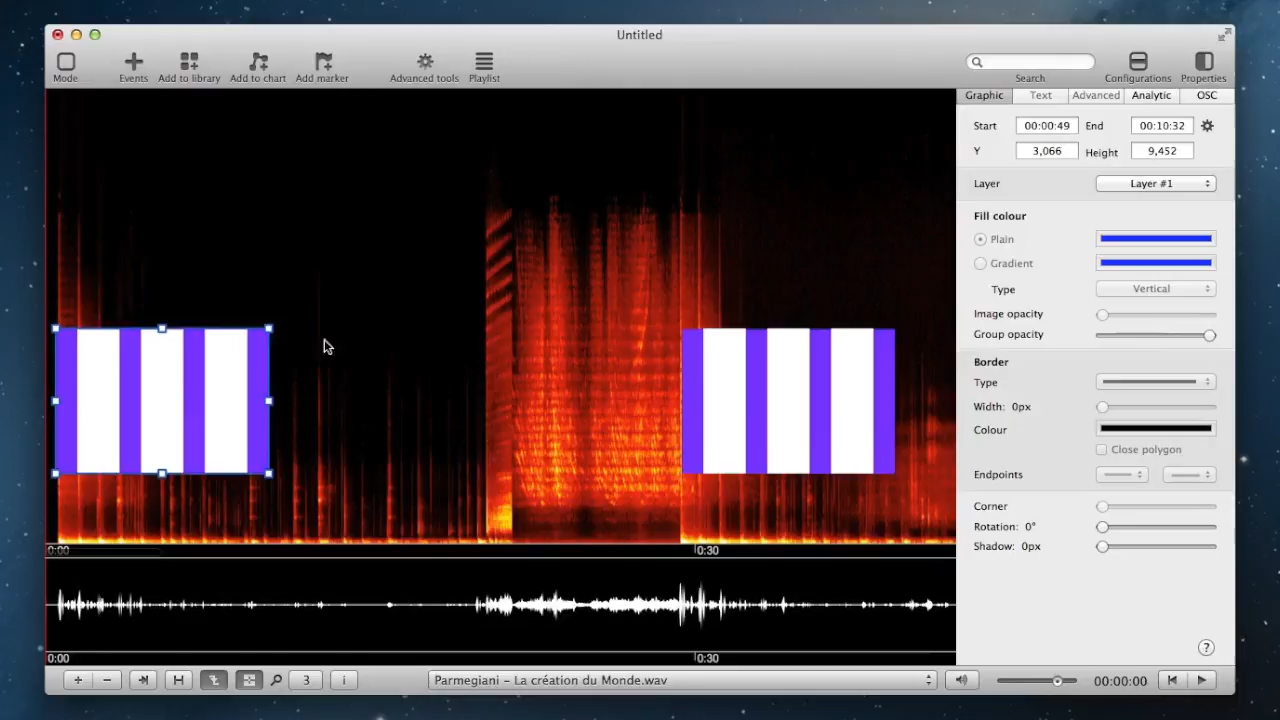 Untitled
Mode
Events
Add to library
Add to chart
Add marker
Advanced tools
Playlist
Search
Configurations
Properties
Graphic
Text
Advanced
Analytic
OSC
Start
00:00:49
End
00:10:32
Y
3,066
Height
9,452
Layer
Layer #1
Fill colour
Plain
Gradient
Type
Vertical
Image opacity
Group opacity
Border
Type
Width: 0px
Colour
Close polygon
Endpoints
Corner
Rotation: 0°
Shadow: 0px
0:00
0:30
0:00
0:30
3
i
Parmegiani - La création du Monde.wav
00:00:00
?